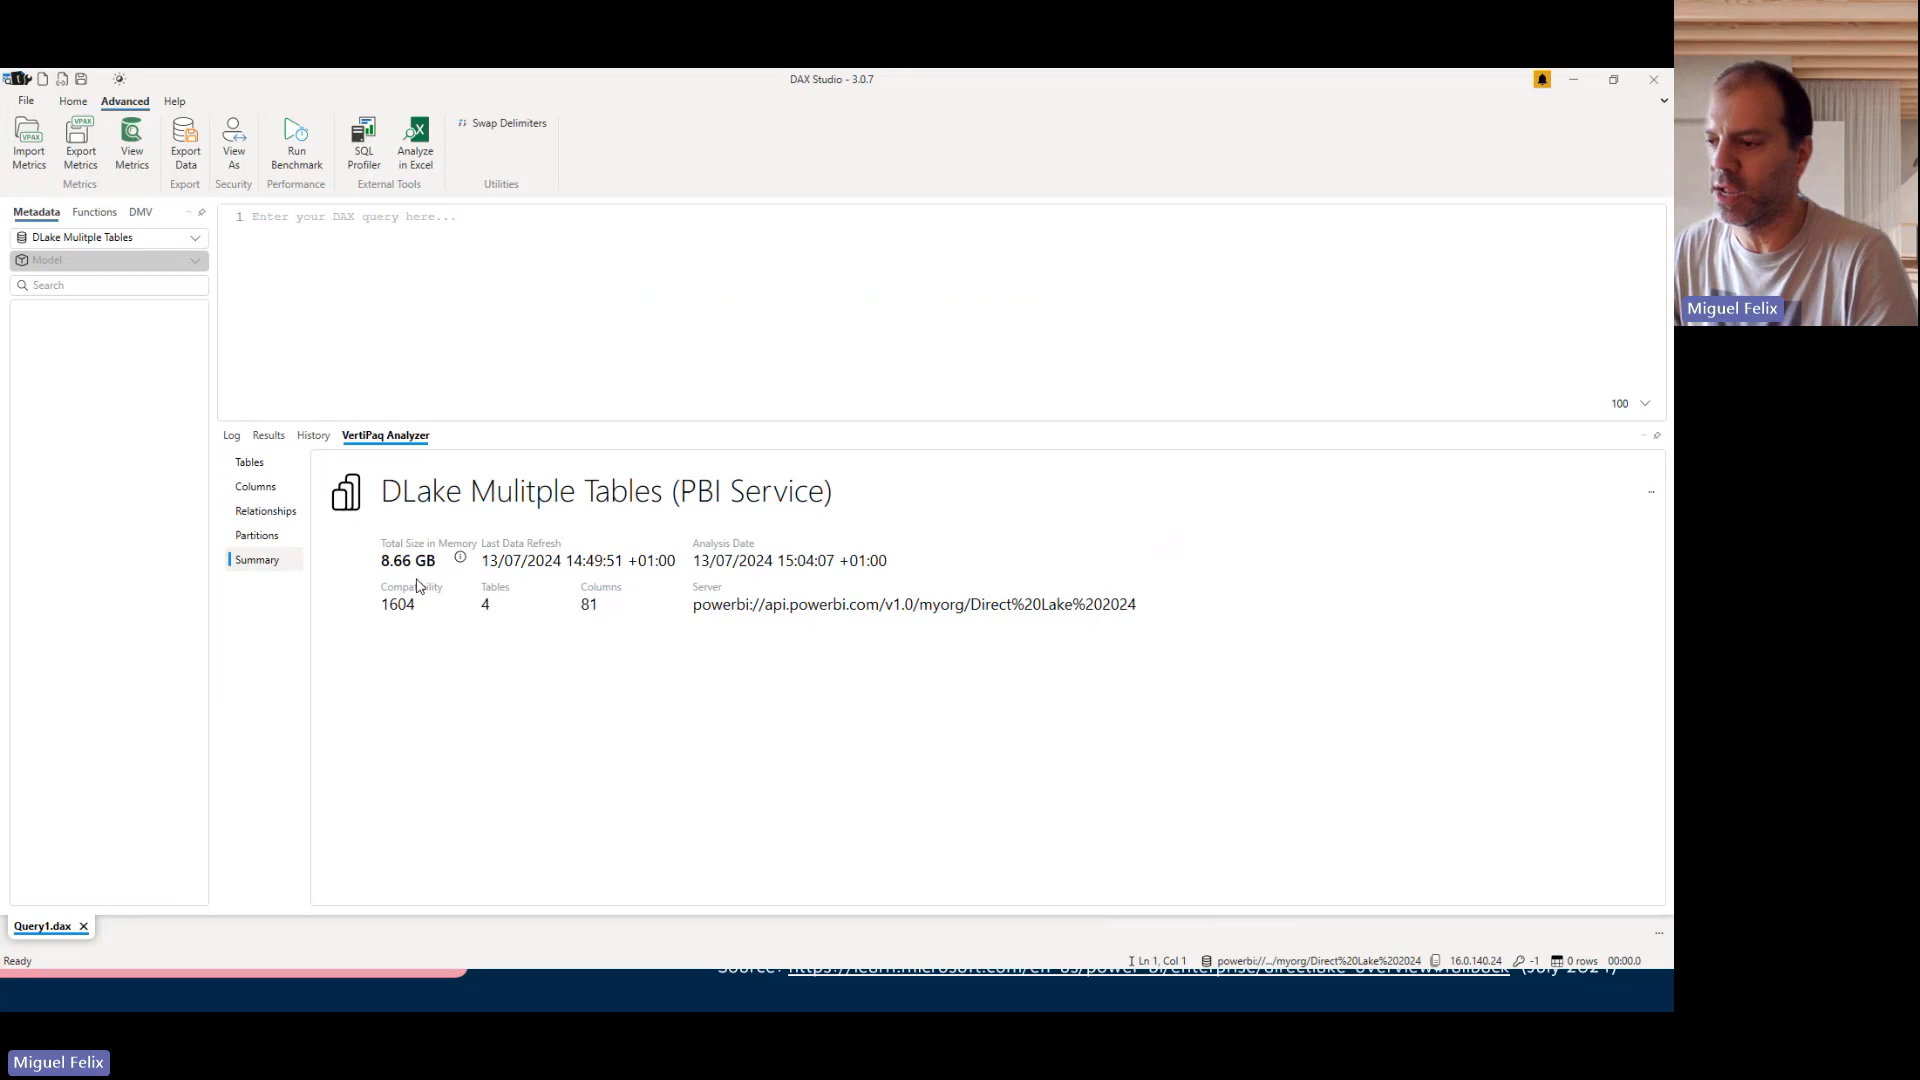 DAX Studio - 3.0.7
File Home Advanced Help
VPAX Import Metrics
VPAX Export Metrics
View Metrics
Export Data
View As
Run Benchmark
SQL Profiler
Analyze in Excel
Swap Delimiters
Metrics Export Security Performance External Tools Utilities
Metadata Functions DMV
DLake Mulitple Tables
Model
Search
1 Enter your DAX query here...
100
Log Results History VertiPaq Analyzer
Tables
Columns
Relationships
Partitions
Summary
DLake Mulitple Tables (PBI Service)
Total Size in Memory Last Data Refresh Analysis Date
8.66 GB 13/07/2024 14:49:51 +01:00 13/07/2024 15:04:07 +01:00
Compatibility Tables Columns Server
1604 4 81 powerbi://api.powerbi.com/v1.0/myorg/Direct%20Lake%202024
Query1.dax
Ready Ln 1, Col 1 powerbi://.../myorg/Direct%20Lake%202024 16.0.140.24 -1 0 rows 00:00.0
Miguel Felix
Miguel Felix